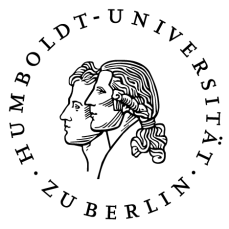 HUMBOLDT-UNIVERSITÄT
· ZU BERLIN ·